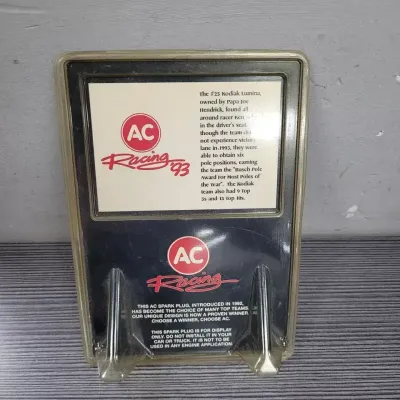 AC
Racing '93
The #25 Kodiak Lumina,
owned by Papa Joe
Hendrick, found all
around racer Ken
in the driver's seat
though the team did
not experience victory
lane in 1993, they were
able to obtain six
pole positions, earning
the team the "Busch Pole
Award For Most Poles of
the Year". The Kodiak
team also had 9 Top
5s and 15 Top 10s.
AC
Racing
THIS AC SPARK PLUG, INTRODUCED IN 1992,
HAS BECOME THE CHOICE OF MANY TOP TEAMS.
OUR UNIQUE DESIGN IS NOW A PROVEN WINNER.
CHOOSE A WINNER, CHOOSE AC.
THIS SPARK PLUG IS FOR DISPLAY
ONLY. DO NOT INSTALL IT IN YOUR
CAR OR TRUCK. IT IS NOT TO BE
USED IN ANY ENGINE APPLICATION